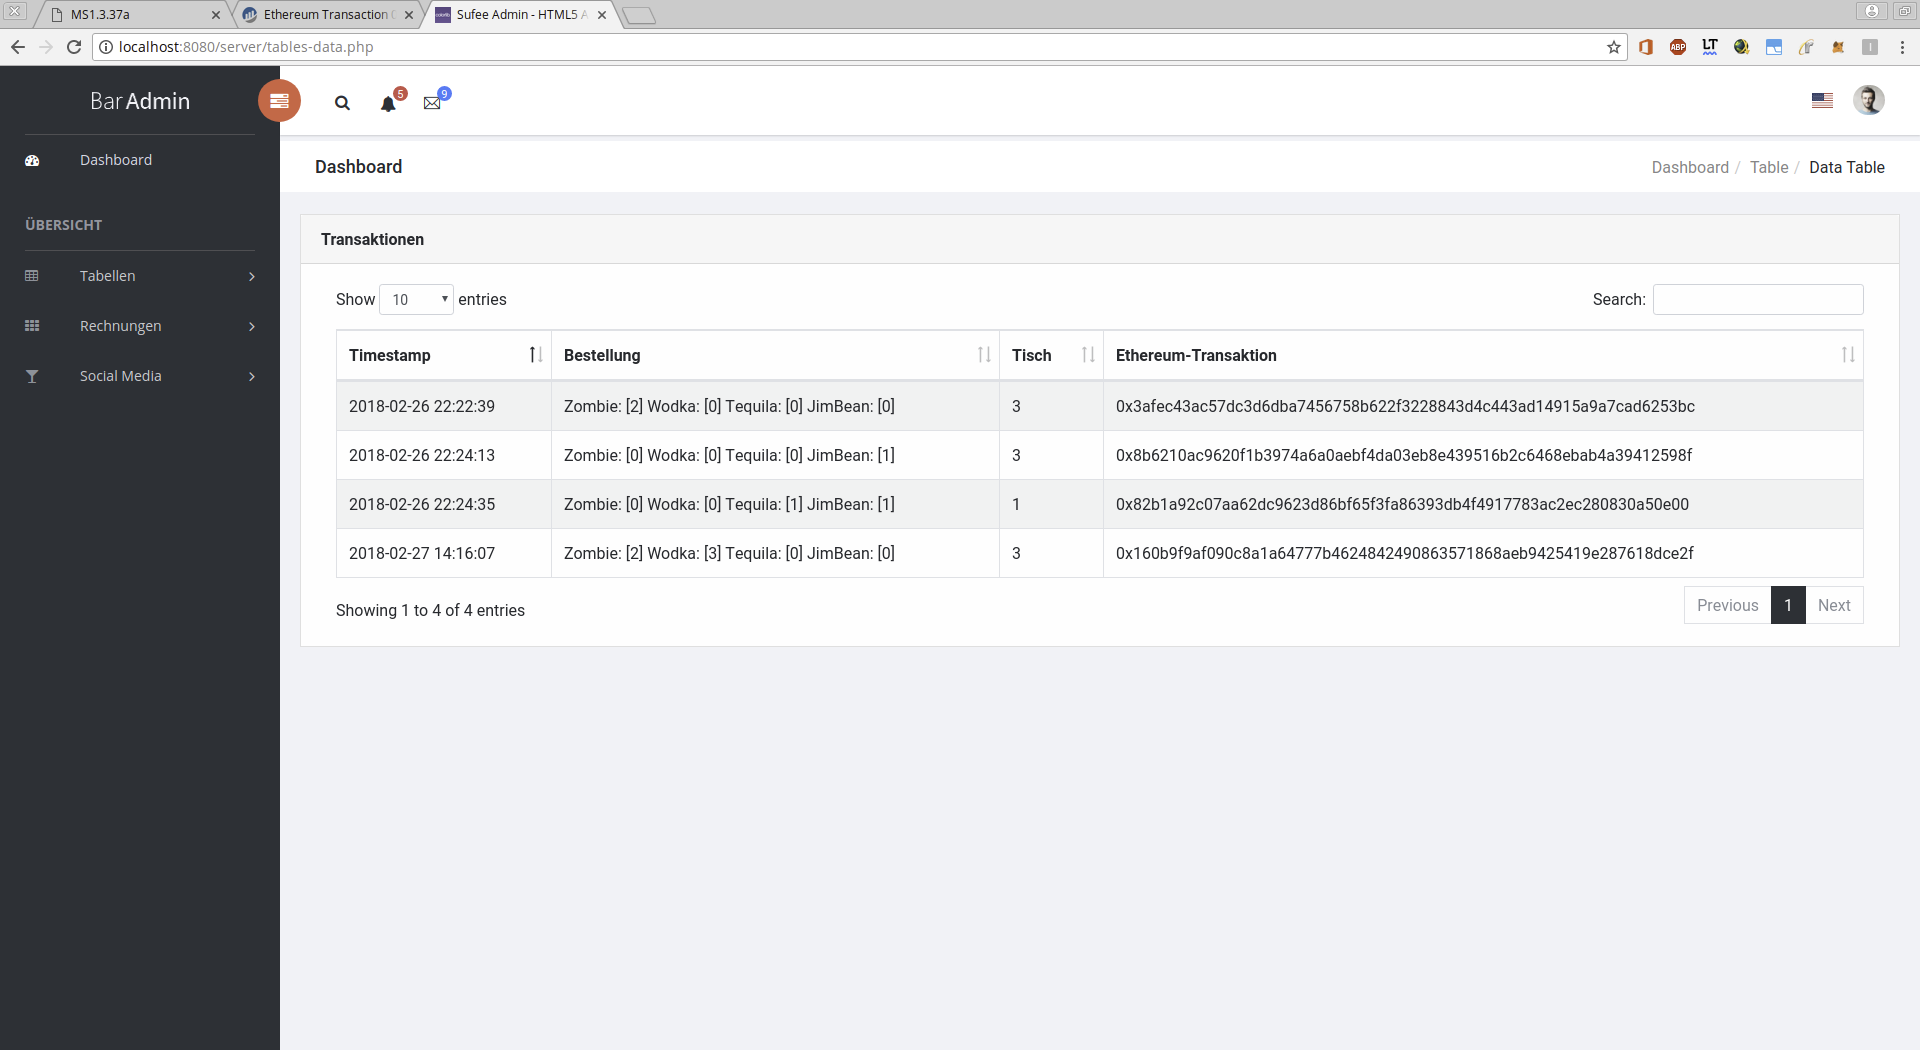 MS1.3.37a
Ethereum Transaction
Sufee Admin - HTML5 A
localhost:8080/server/tables-data.php
ABP
LT
Bar Admin
5
9
Dashboard
ÜBERSICHT
Tabellen
Rechnungen
Social Media
Dashboard
Dashboard / Table / Data Table
Transaktionen
Show 10 entries
Search:
Timestamp Bestellung Tisch Ethereum-Transaktion
2018-02-26 22:22:39 Zombie: [2] Wodka: [0] Tequila: [0] JimBean: [0] 3 0x3afec43ac57dc3d6dba7456758b622f3228843d4c443ad14915a9a7cad6253bc
2018-02-26 22:24:13 Zombie: [0] Wodka: [0] Tequila: [0] JimBean: [1] 3 0x8b6210ac9620f1b3974a6a0aebf4da03eb8e439516b2c6468ebab4a39412598f
2018-02-26 22:24:35 Zombie: [0] Wodka: [0] Tequila: [1] JimBean: [1] 1 0x82b1a92c07aa62dc9623d86bf65f3fa86393db4f4917783ac2ec280830a50e00
2018-02-27 14:16:07 Zombie: [2] Wodka: [3] Tequila: [0] JimBean: [0] 3 0x160b9f9af090c8a1a64777b4624842490863571868aeb9425419e287618dce2f
Showing 1 to 4 of 4 entries
Previous 1 Next